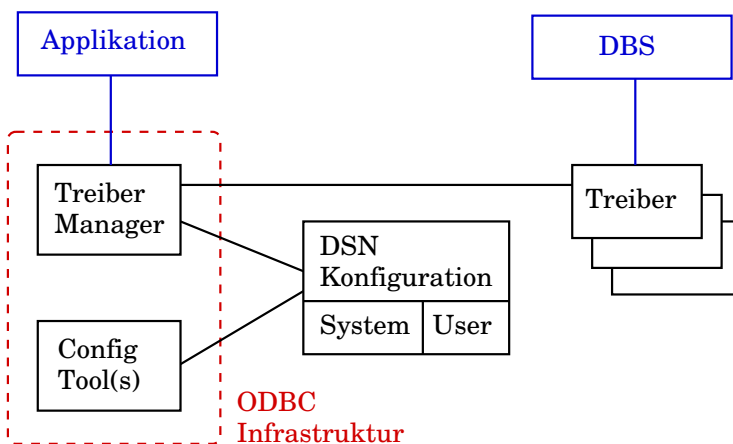 Applikation
DBS
Treiber
Manager
Treiber
DSN
Konfiguration
System
User
Config
Tool(s)
ODBC
Infrastruktur